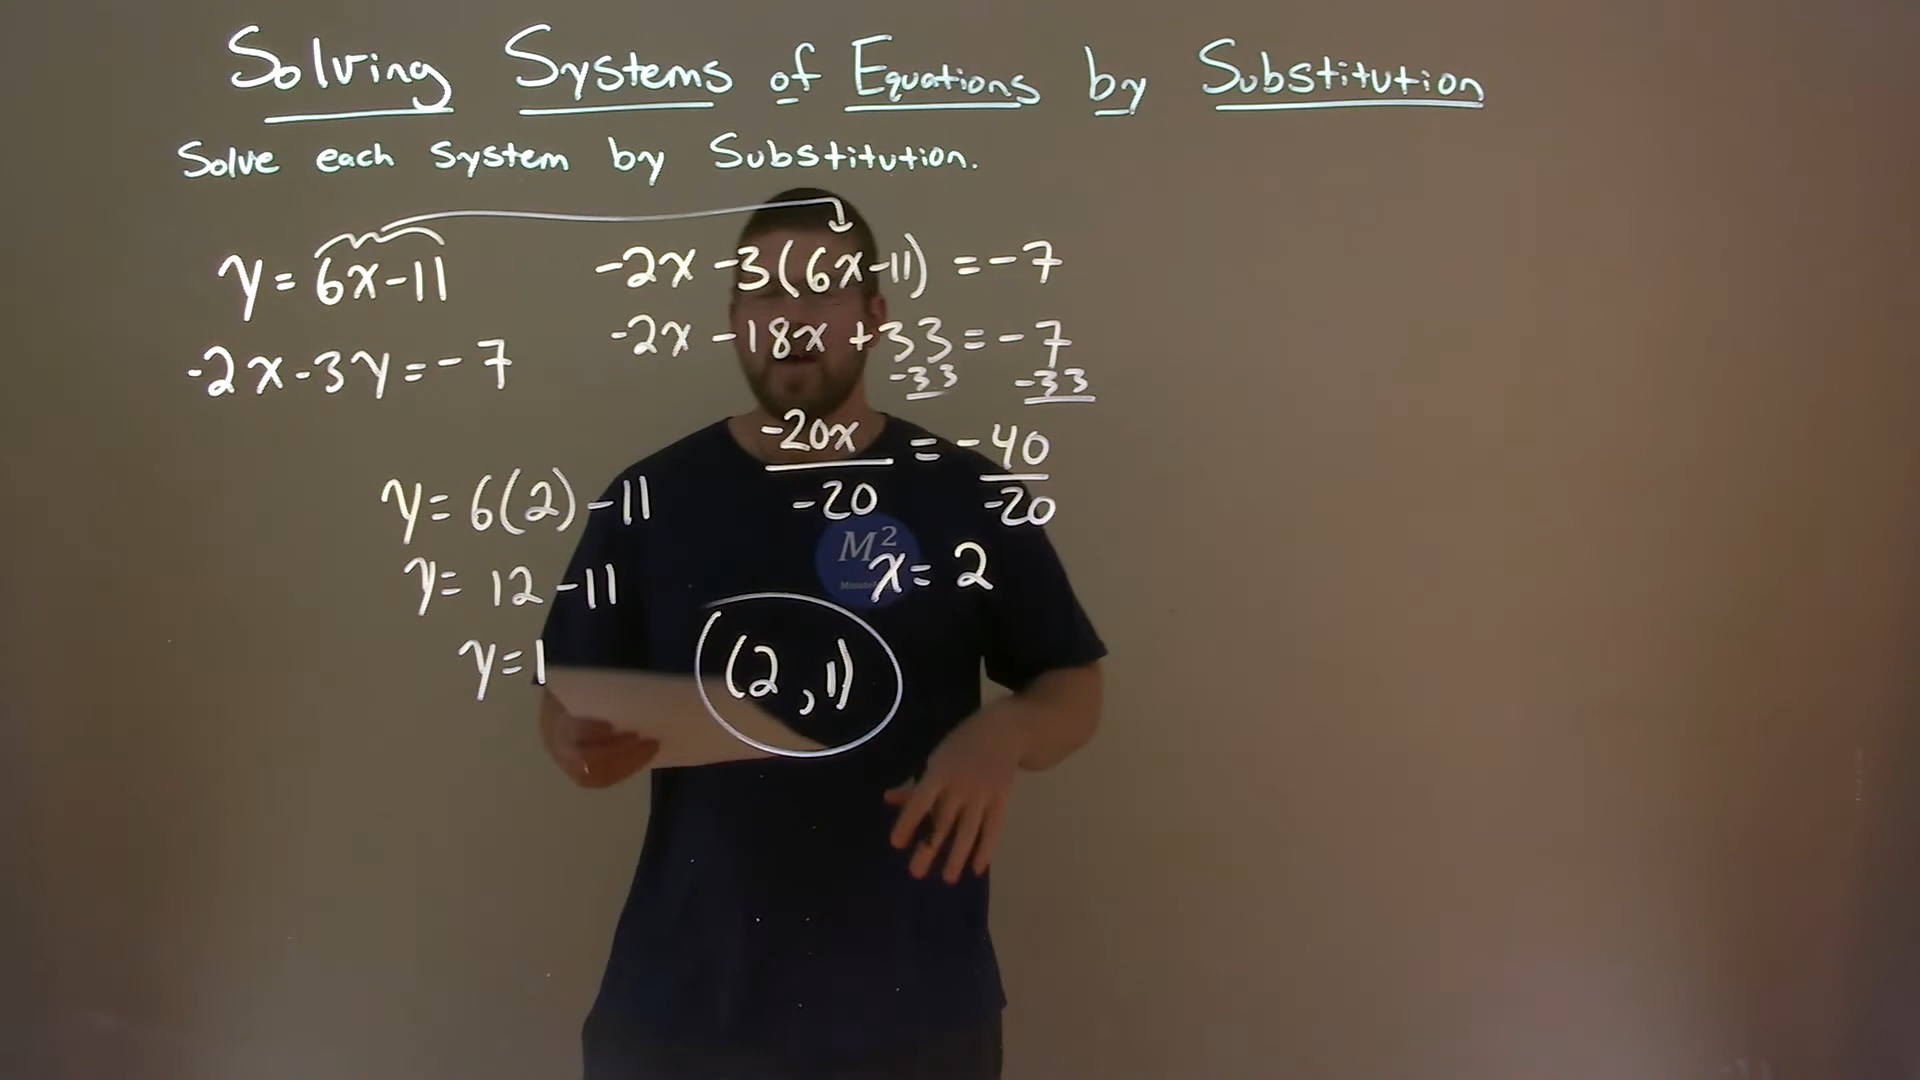 Solving Systems of Equations by Substitution
Solve each System by Substitution.
y = 6x - 11
-2x - 3y = -7
-2x - 3(6x - 11) = -7
-2x - 18x + 33 = -7
-33 -33
-20x = -40
-20 -20
x = 2
y = 6(2) - 11
y = 12 - 11
y = 1
(2, 1)
M²